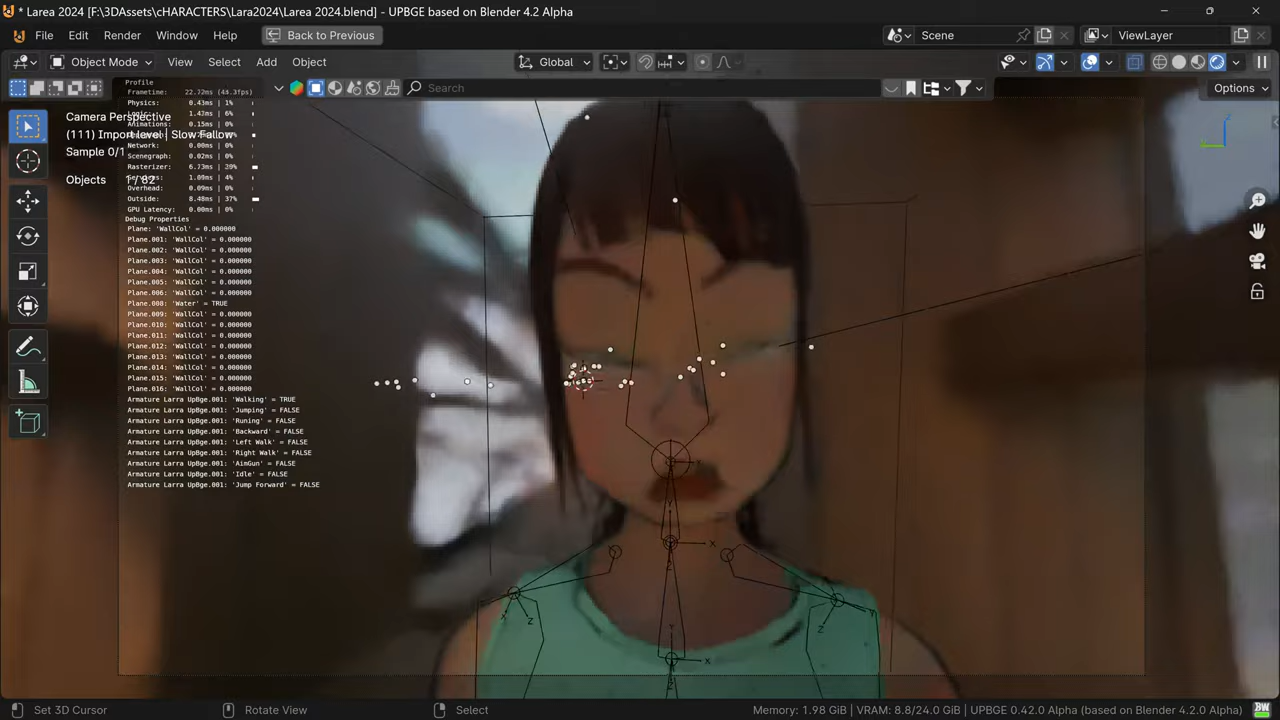 * Larea 2024 [F:\3DAssets\cHARACTERS\Lara2024\Larea 2024.blend] - UPBGE based on Blender 4.2 Alpha
File Edit Render Window Help Back to Previous Scene ViewLayer
Object Mode View Select Add Object Global
Search Options
Profile
Frametime: 22.72ms (43.3fps)
Physics: 0.43ms | 1%
1.42ms | 6%
0.15ms
Network: 0.00ms | 0%
Scenegraph: 0.02ms | 0%
Rasterizer: 6.73ms | 30%
1.09ms | 4%
Overhead: 0.09ms | 0%
Outside: 8.48ms | 37%
GPU Latency: 0.00ms | 0%
Camera Perspective
(111) Import level | Slow Follow
Sample 0/1
Objects 1 / 82
Debug Properties
Plane: 'WallCol' = 0.000000
Plane.001: 'WallCol' = 0.000000
Plane.002: 'WallCol' = 0.000000
Plane.003: 'WallCol' = 0.000000
Plane.004: 'WallCol' = 0.000000
Plane.005: 'WallCol' = 0.000000
Plane.006: 'WallCol' = 0.000000
Plane.008: 'Water' = TRUE
Plane.009: 'WallCol' = 0.000000
Plane.010: 'WallCol' = 0.000000
Plane.011: 'WallCol' = 0.000000
Plane.012: 'WallCol' = 0.000000
Plane.013: 'WallCol' = 0.000000
Plane.014: 'WallCol' = 0.000000
Plane.015: 'WallCol' = 0.000000
Plane.016: 'WallCol' = 0.000000
Armature Larra UpBge.001: 'Walking' = TRUE
Armature Larra UpBge.001: 'Jumping' = FALSE
Armature Larra UpBge.001: 'Runing' = FALSE
Armature Larra UpBge.001: 'Backward' = FALSE
Armature Larra UpBge.001: 'Left Walk' = FALSE
Armature Larra UpBge.001: 'Right Walk' = FALSE
Armature Larra UpBge.001: 'AimGun' = FALSE
Armature Larra UpBge.001: 'Idle' = FALSE
Armature Larra UpBge.001: 'Jump Forward' = FALSE
X
X Z
Z Y
Y
X
Z
Set 3D Cursor Rotate View Select Memory: 1.98 GiB | VRAM: 8.8/24.0 GiB | UPBGE 0.42.0 Alpha (based on Blender 4.2.0 Alpha) BW